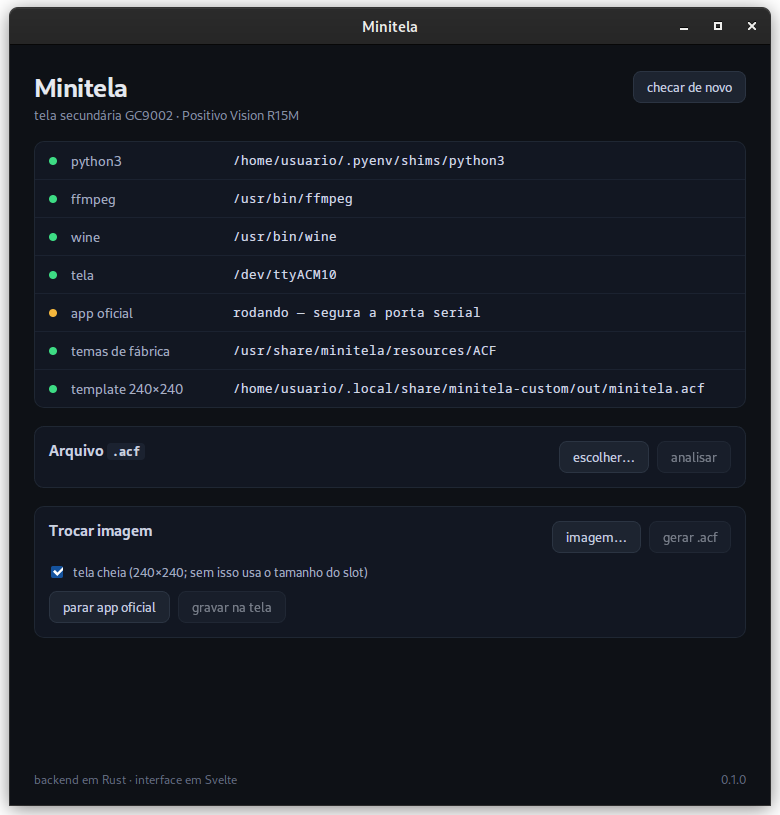 Minitela
Minitela
checar de novo
tela secundária GC9002 · Positivo Vision R15M
python3 /home/usuario/.pyenv/shims/python3
ffmpeg /usr/bin/ffmpeg
wine /usr/bin/wine
tela /dev/ttyACM10
app oficial rodando — segura a porta serial
temas de fábrica /usr/share/minitela/resources/ACF
template 240×240 /home/usuario/.local/share/minitela-custom/out/minitela.acf
Arquivo .acf
escolher… analisar
Trocar imagem
imagem… gerar .acf
tela cheia (240×240; sem isso usa o tamanho do slot)
parar app oficial gravar na tela
backend em Rust · interface em Svelte 0.1.0